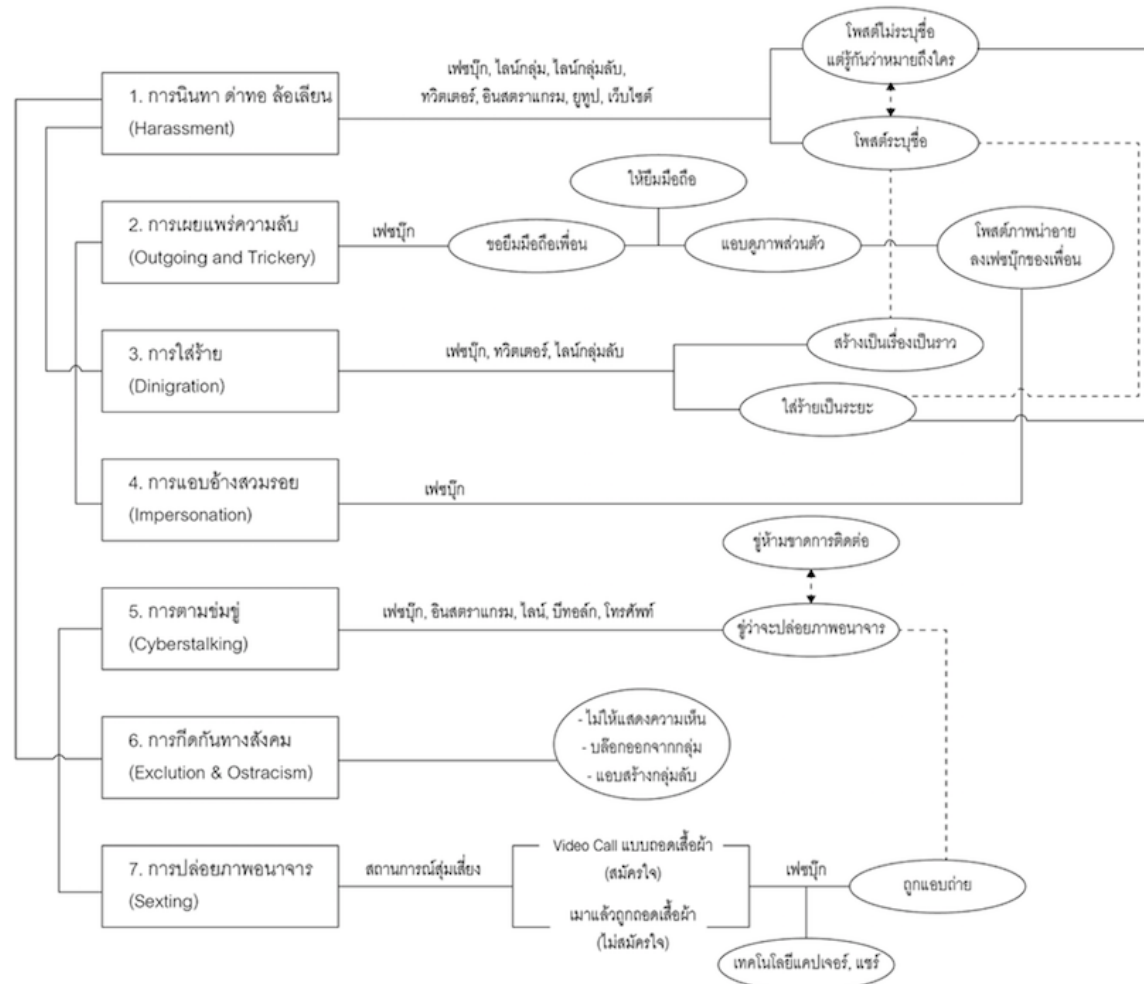 โพสต์ไม่ระบุชื่อ
แต่รู้กันว่าหมายถึงใคร
เฟซบุ๊ก, ไลน์กลุ่ม, ไลน์กลุ่มลับ,
ทวิตเตอร์, อินสตราแกรม, ยูทูป, เว็บไซต์
1. การนินทา ด่าทอ ล้อเลียน
(Harassment)
โพสต์ระบุชื่อ
ให้ยืมมือถือ
2. การเผยแพร่ความลับ
(Outgoing and Trickery)
เฟซบุ๊ก
ขอยืมมือถือเพื่อน
แอบดูภาพส่วนตัว
โพสต์ภาพน่าอาย
ลงเฟซบุ๊กของเพื่อน
3. การใส่ร้าย
(Dinigration)
เฟซบุ๊ก, ทวิตเตอร์, ไลน์กลุ่มลับ
สร้างเป็นเรื่องเป็นราว
ใส่ร้ายเป็นระยะ
4. การแอบอ้างสวมรอย
(Impersonation)
เฟซบุ๊ก
ขู่ห้ามขาดการติดต่อ
5. การตามข่มขู่
(Cyberstalking)
เฟซบุ๊ก, อินสตราแกรม, ไลน์, บีทอล์ก, โทรศัพท์
ขู่ว่าจะปล่อยภาพอนาจาร
6. การกีดกันทางสังคม
(Exclution & Ostracism)
- ไม่ให้แสดงความเห็น
- บล๊อกออกจากกลุ่ม
- แอบสร้างกลุ่มลับ
7. การปล่อยภาพอนาจาร
(Sexting)
สถานการณ์สุ่มเสี่ยง
Video Call แบบถอดเสื้อผ้า
(สมัครใจ)
เมาแล้วถูกถอดเสื้อผ้า
(ไม่สมัครใจ)
เฟซบุ๊ก
ถูกแอบถ่าย
เทคโนโลยีแคปเจอร์, แชร์